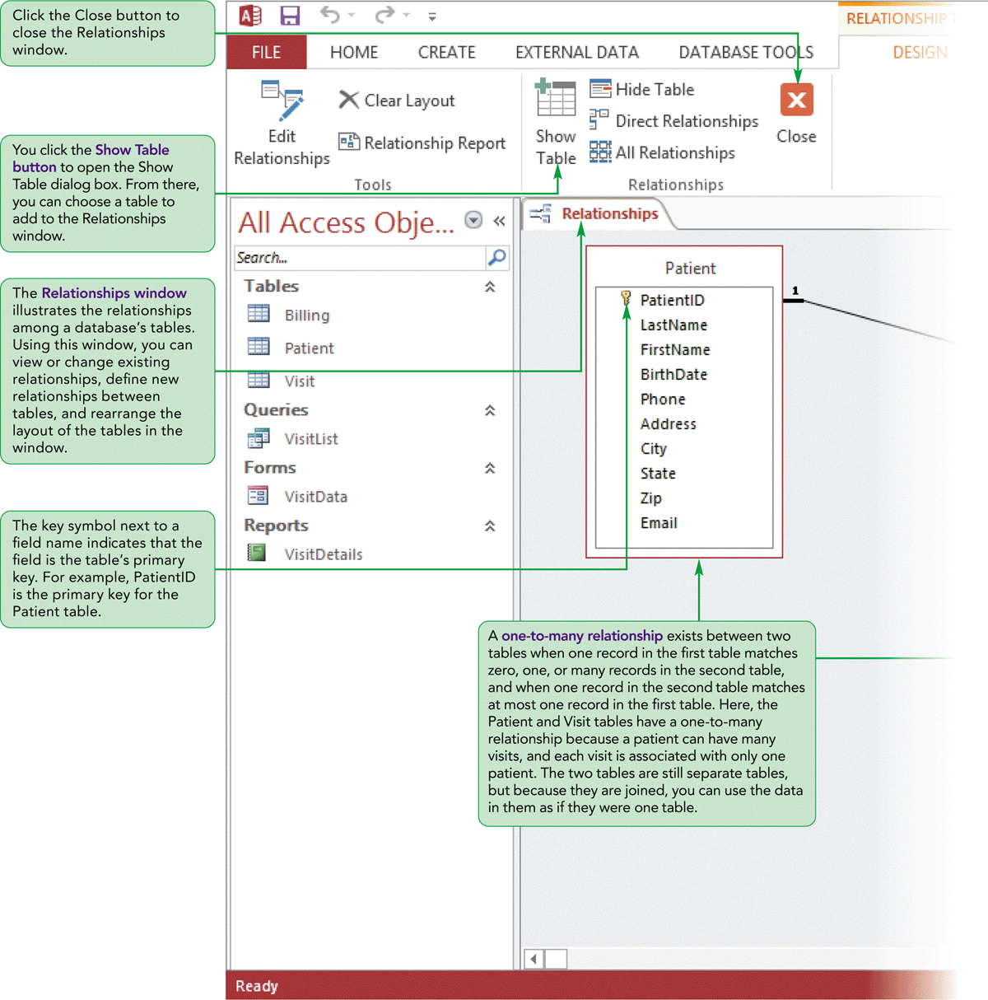 Click the Close button to
close the Relationships
window.
RELATIONSHIP
FILE
HOME
CREATE
EXTERNAL DATA
DATABASE TOOLS
DESIGN
Edit
Relationships
Clear Layout
Relationship Report
Tools
Show
Table
Hide Table
Direct Relationships
All Relationships
Relationships
Close
You click the Show Table
button to open the Show
Table dialog box. From there,
you can choose a table to
add to the Relationships
window.
All Access Obje...
Search...
Tables
Billing
Patient
Visit
Queries
VisitList
Forms
VisitData
Reports
VisitDetails
Relationships
Patient
PatientID
LastName
FirstName
BirthDate
Phone
Address
City
State
Zip
Email
1
The Relationships window
illustrates the relationships
among a database's tables.
Using this window, you can
view or change existing
relationships, define new
relationships between
tables, and rearrange the
layout of the tables in the
window.
The key symbol next to a
field name indicates that the
field is the table's primary
key. For example, PatientID
is the primary key for the
Patient table.
A one-to-many relationship exists between two
tables when one record in the first table matches
zero, one, or many records in the second table,
and when one record in the second table matches
at most one record in the first table. Here, the
Patient and Visit tables have a one-to-many
relationship because a patient can have many
visits, and each visit is associated with only one
patient. The two tables are still separate tables,
but because they are joined, you can use the data
in them as if they were one table.
Ready